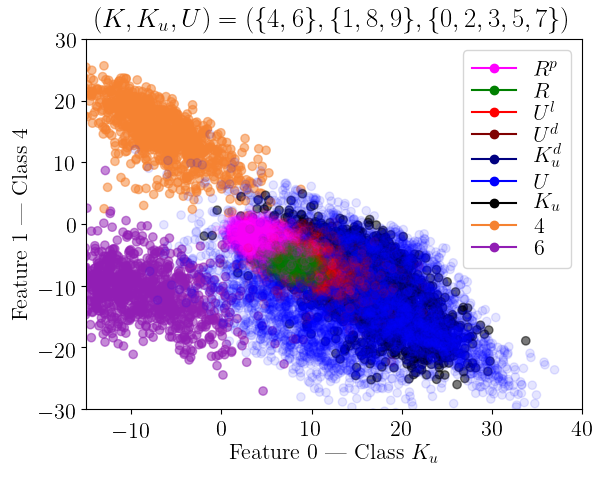 (K, K_u, U) = ({4, 6}, {1, 8, 9}, {0, 2, 3, 5, 7})
30
20
10
0
−10
−20
−30
Feature 1 — Class 4
−10
0
10
20
30
40
Feature 0 — Class K_u
R^p
R
U^l
U^d
K_u^d
U
K_u
4
6